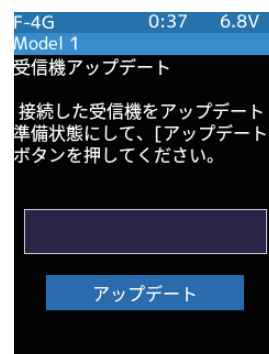 F-4G 0:37 6.8V
Model 1
受信機アップデート
接続した受信機をアップデート
準備状態にして、[アップデート
ボタンを押してください。
アップデート